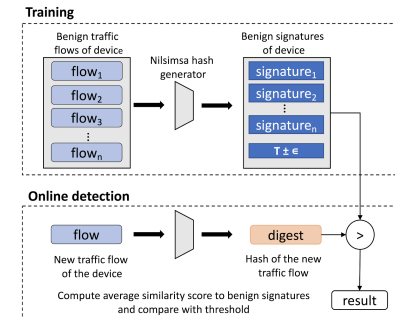 Training
Benign traffic
flows of device
Nilsimsa hash
generator
Benign signatures
of device
flow1
flow2
flow3
⋮
flown
signature1
signature2
⋮
signaturen
T ± ϵ
Online detection
flow
digest
>
New traffic flow
of the device
Hash of the new
traffic flow
Compute average similarity score to benign signatures
and compare with threshold
result